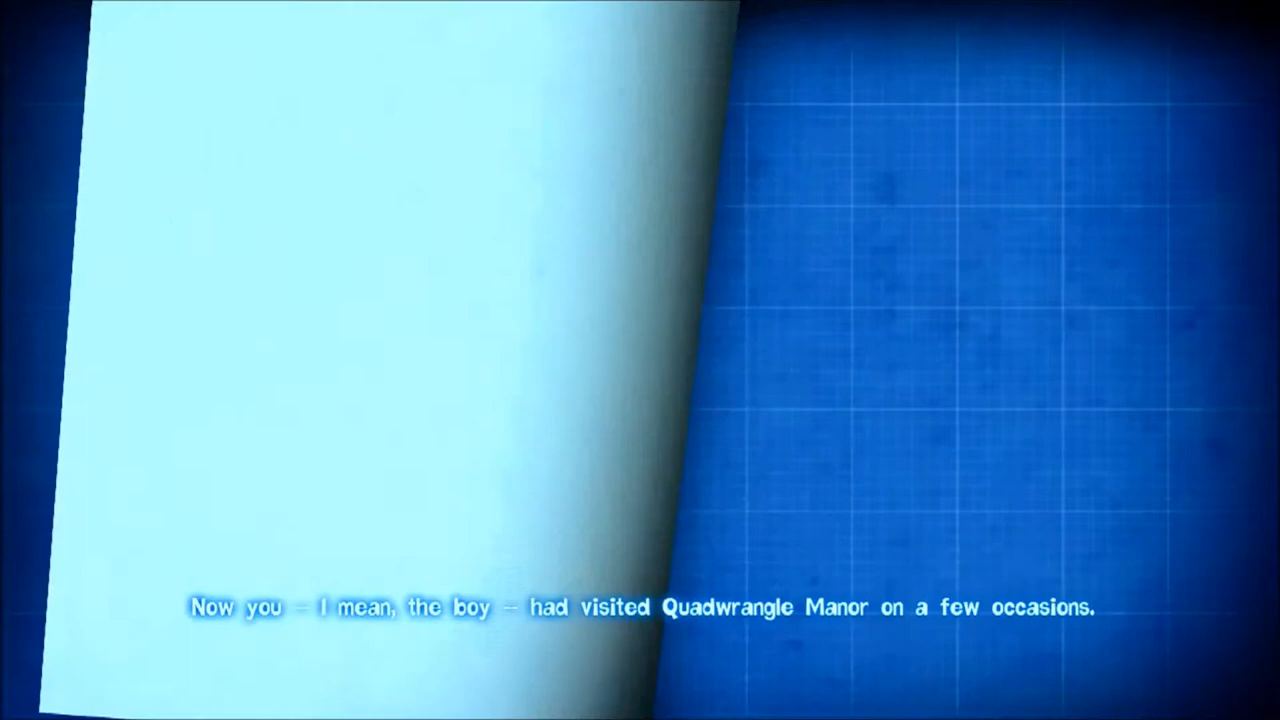 Now you – I mean, the boy – had visited Quadwrangle Manor on a few occasions.